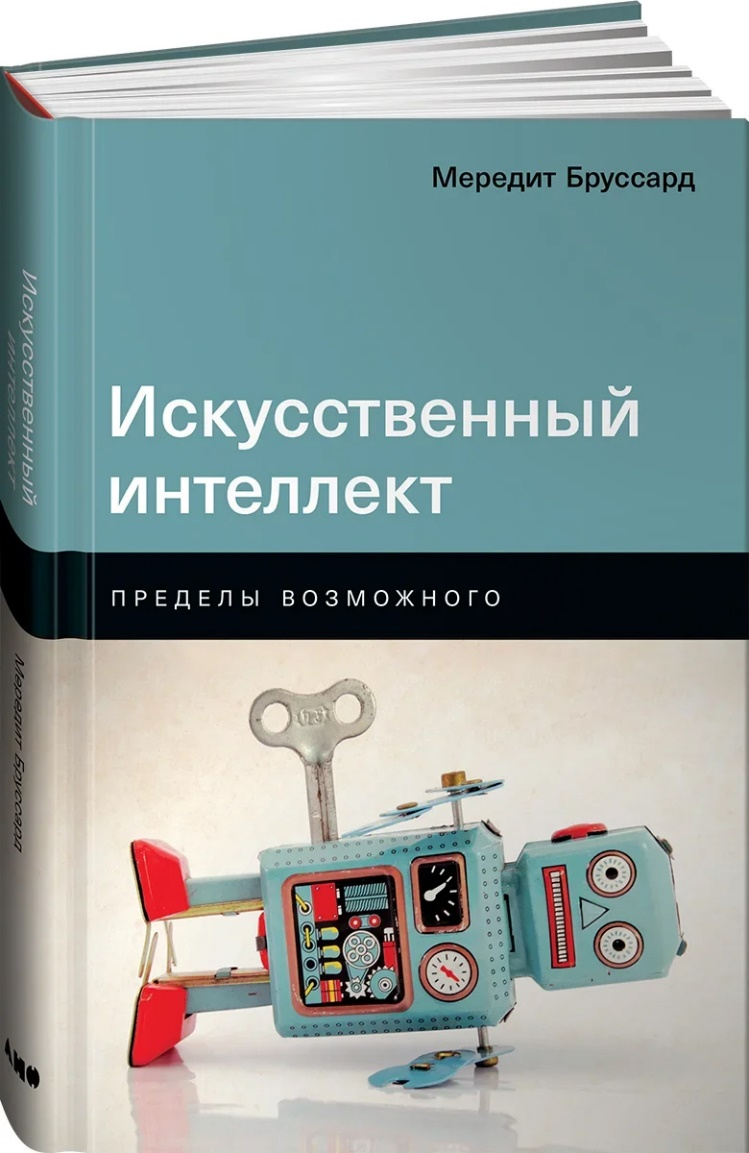 Мередит Бруссард
Искусственный
интеллект
ПРЕДЕЛЫ ВОЗМОЖНОГО
Искусственный
интеллект
Мередит Бруссард